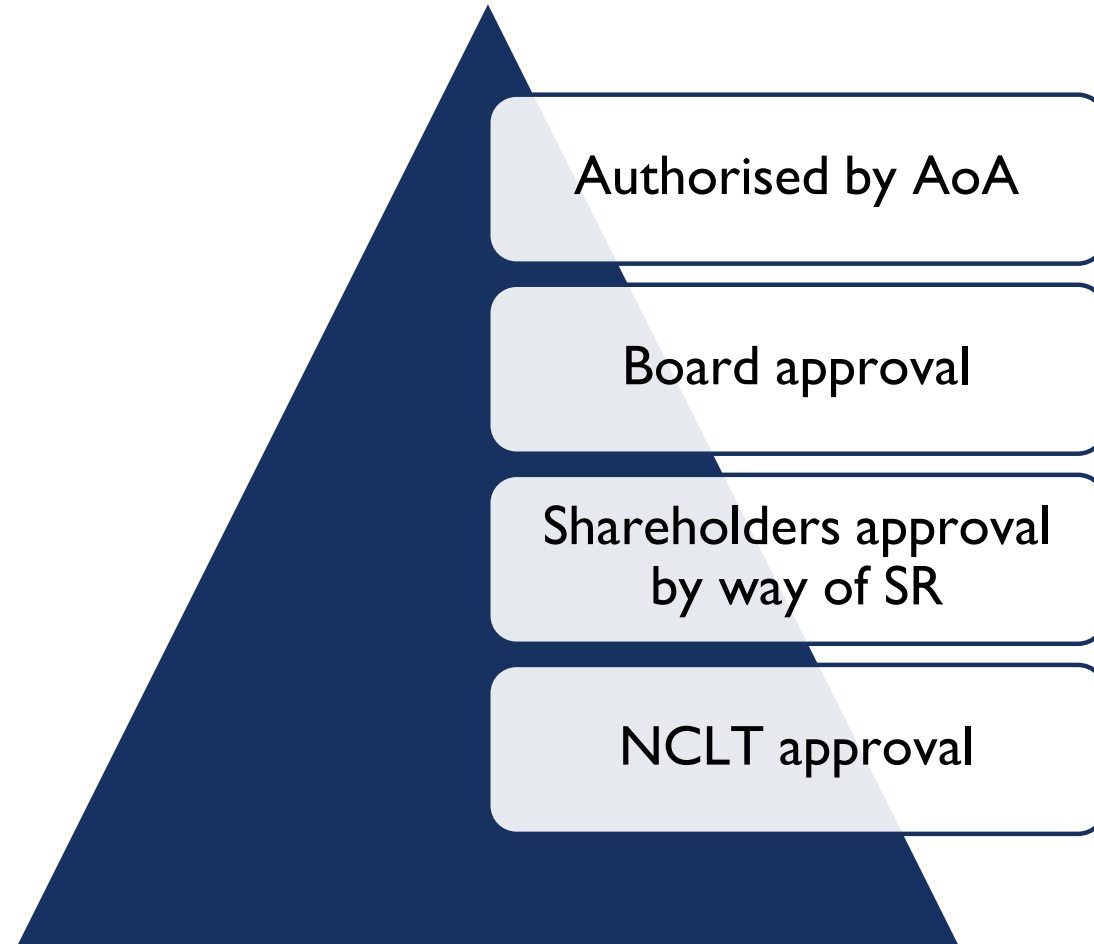 Authorised by AoA
Board approval
Shareholders approval
by way of SR
NCLT approval